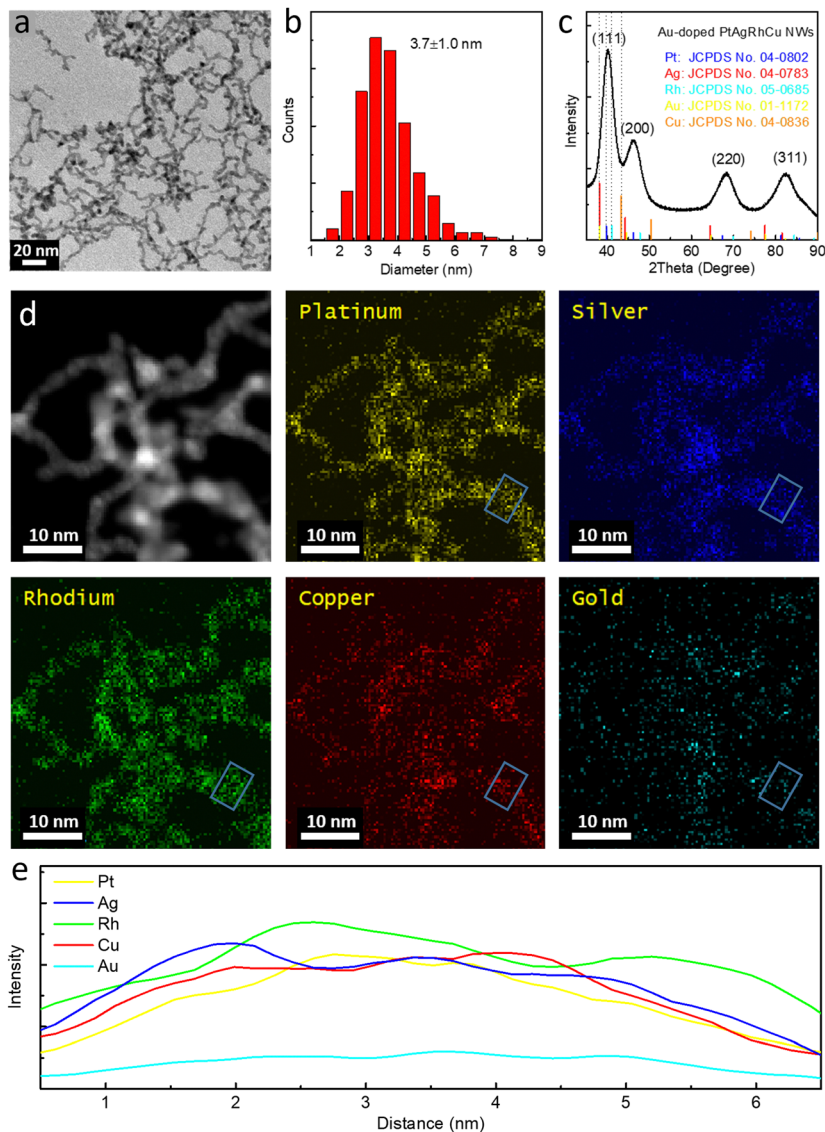 a
20 nm
b
3.7±1.0 nm
Counts
1 2 3 4 5 6 7 8 9
Diameter (nm)
c
Au-doped PtAgRhCu NWs
(111)
Pt: JCPDS No. 04-0802
Ag: JCPDS No. 04-0783
Rh: JCPDS No. 05-0685
Au: JCPDS No. 01-1172
Cu: JCPDS No. 04-0836
(200)
(220)
(311)
Intensity
40 50 60 70 80 90
2Theta (Degree)
d
10 nm
Platinum
10 nm
Silver
10 nm
Rhodium
10 nm
Copper
10 nm
Gold
10 nm
e
Pt
Ag
Rh
Cu
Au
Intensity
1 2 3 4 5 6
Distance (nm)